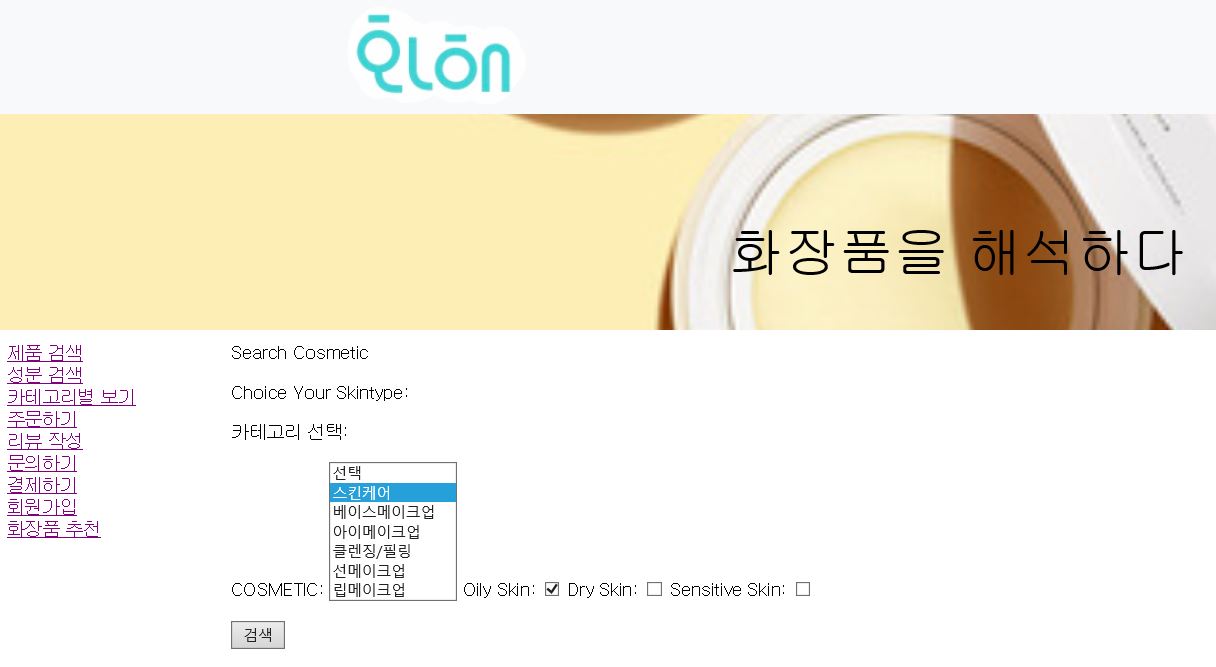 화장품을 해석하다
제품 검색
성분 검색
카테고리별 보기
주문하기
리뷰 작성
문의하기
결제하기
회원가입
화장품 추천
Search Cosmetic
Choice Your Skintype:
카테고리 선택:
선택
스킨케어
베이스메이크업
아이메이크업
클렌징/필링
선메이크업
립메이크업
COSMETIC: Oily Skin: Dry Skin: Sensitive Skin:
검색